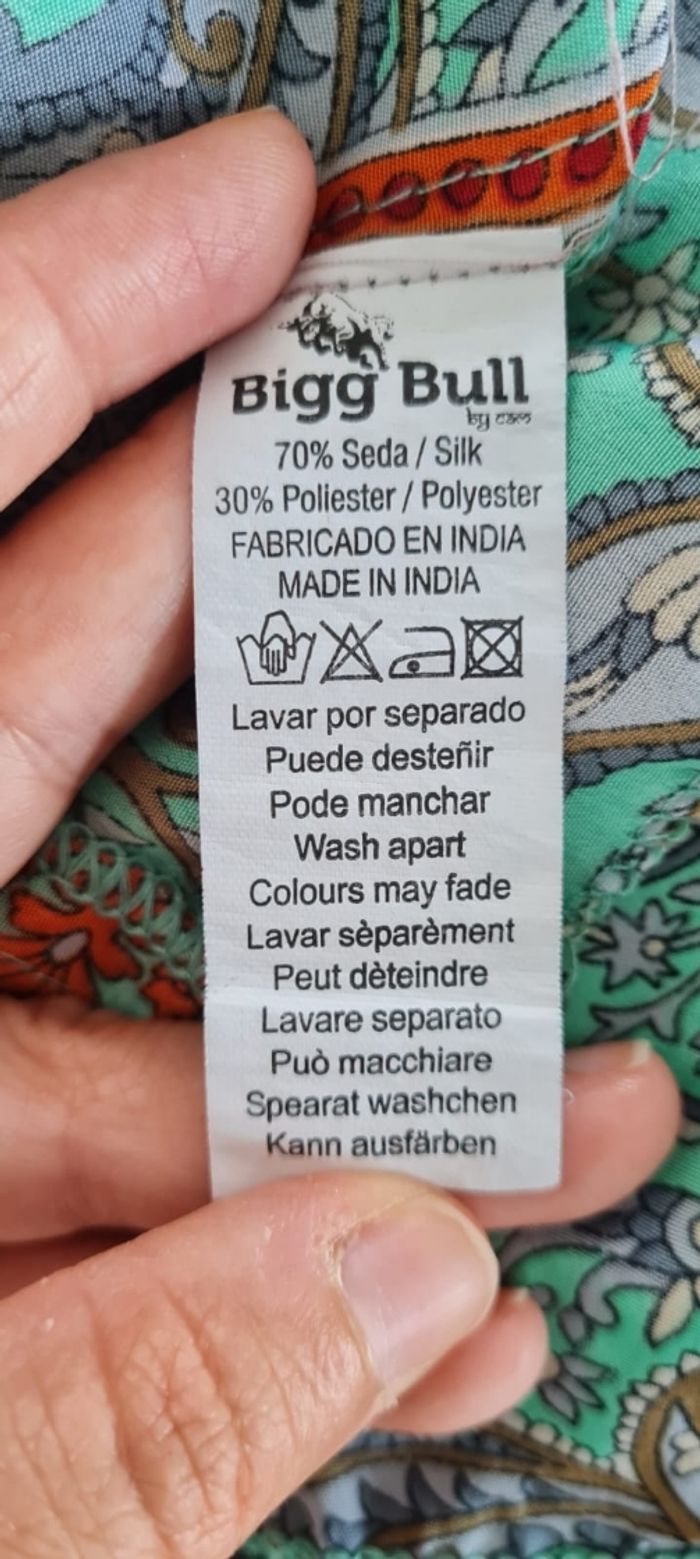 Bigg Bull
by csm
70% Seda / Silk
30% Poliester / Polyester
FABRICADO EN INDIA
MADE IN INDIA
Lavar por separado
Puede desteñir
Pode manchar
Wash apart
Colours may fade
Lavar sèparèment
Peut dèteindre
Lavare separato
Può macchiare
Spearat washchen
Kann ausfärben